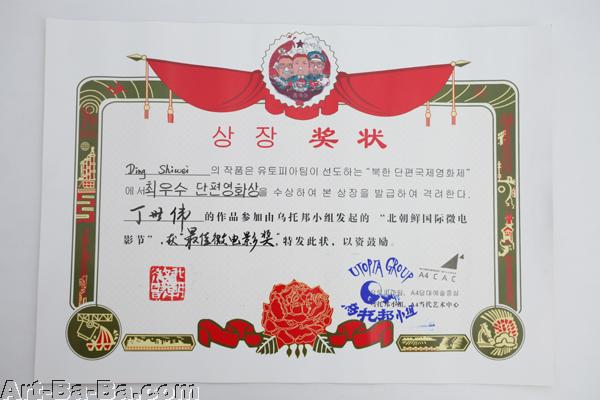 상장 奖状
Ding Shiwei 의 작품은 유토피아팀이 선도하는 "북한 단편국제영화제"
에서 최우수 단편영화상을 수상하여 본 상장을 발급하여 격려한다.
丁世伟 的作品参加由乌托邦小组发起的 "北朝鲜国际微电
影节", 获"最佳微电影奖",特发此状，以资鼓励。
A4CAC
UTOPIA GROUP
A4당대예술중심
A4当代艺术中心
乌托邦小组
Art-Ba-Ba.com
Art-Ba-Ba.com